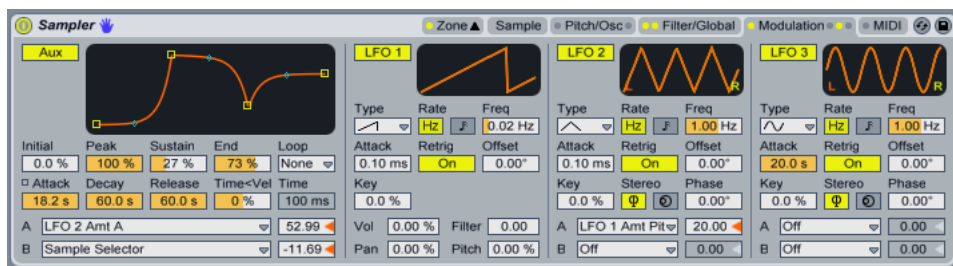 Sampler Zone Sample Pitch/Osc Filter/Global Modulation MIDI
Aux LFO 1 LFO 2 LFO 3
L R L R
Type Rate Freq Type Rate Freq Type Rate Freq
Hz 0.02 Hz Hz 1.00 Hz Hz 1.00 Hz
Initial Peak Sustain End Loop Attack Retrig Offset Attack Retrig Offset Attack Retrig Offset
0.0 % 100 % 27 % 73 % None 0.10 ms On 0.00° 0.10 ms On 0.00° 20.0 s On 0.00°
Attack Decay Release Time<Vel Time Key Key Stereo Phase Key Stereo Phase
18.2 s 60.0 s 60.0 s 0 % 100 ms 0.0 % 0.0 % 0.00° 0.0 % 0.00°
A LFO 2 Amt A 52.99 Vol 0.00 % Filter 0.00 A LFO 1 Amt Pit 20.00 A Off 0.00
B Sample Selector -11.69 Pan 0.00 % Pitch 0.00 % B Off 0.00 B Off 0.00